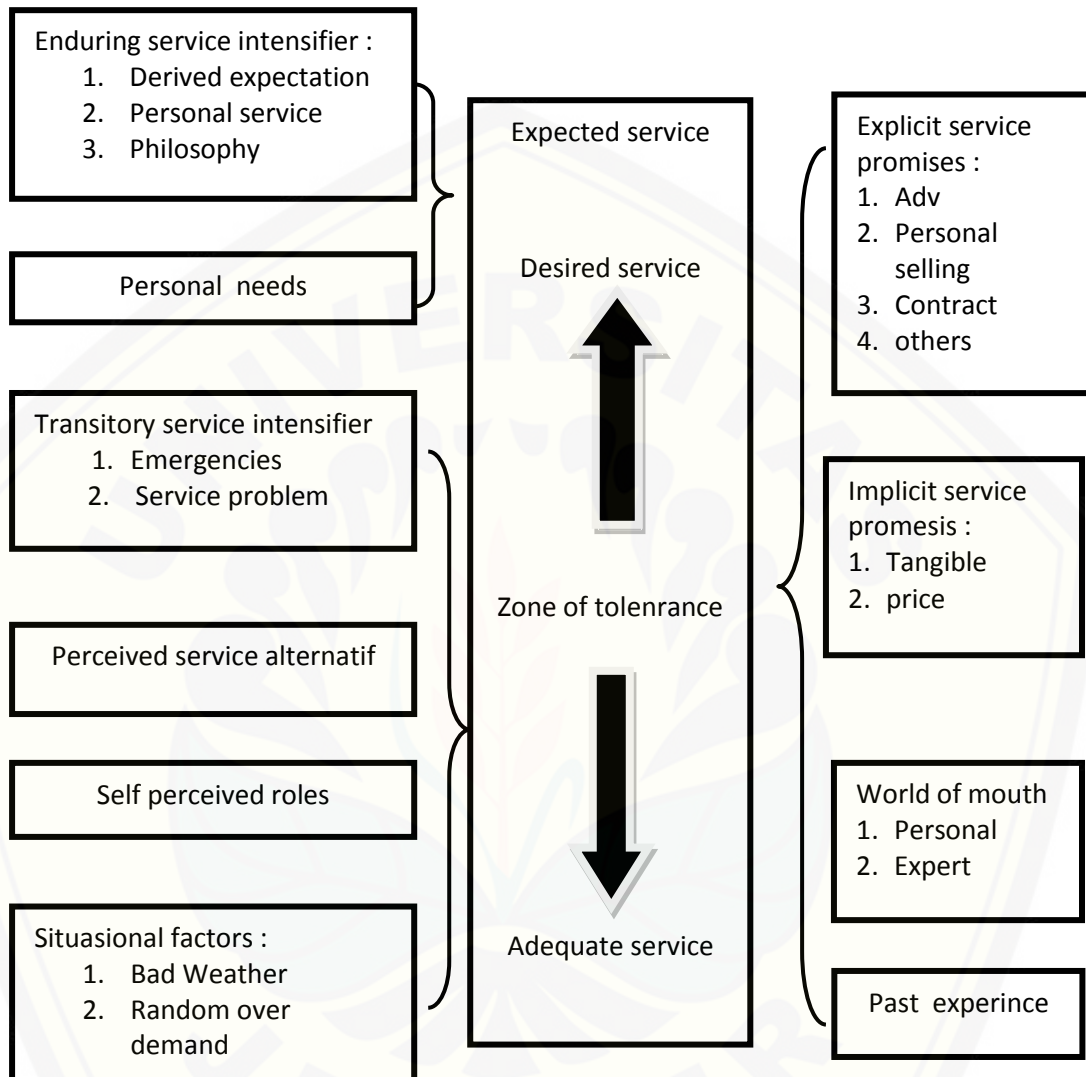 Enduring service intensifier :
1. Derived expectation
2. Personal service
3. Philosophy
Personal needs
Transitory service intensifier
1. Emergencies
2. Service problem
Perceived service alternatif
Self perceived roles
Situasional factors :
1. Bad Weather
2. Random over
demand
Expected service
Desired service
Zone of tolenrance
Adequate service
Explicit service
promises :
1. Adv
2. Personal
selling
3. Contract
4. others
Implicit service
promesis :
1. Tangible
2. price
World of mouth
1. Personal
2. Expert
Past experince
UNIVERSITAS